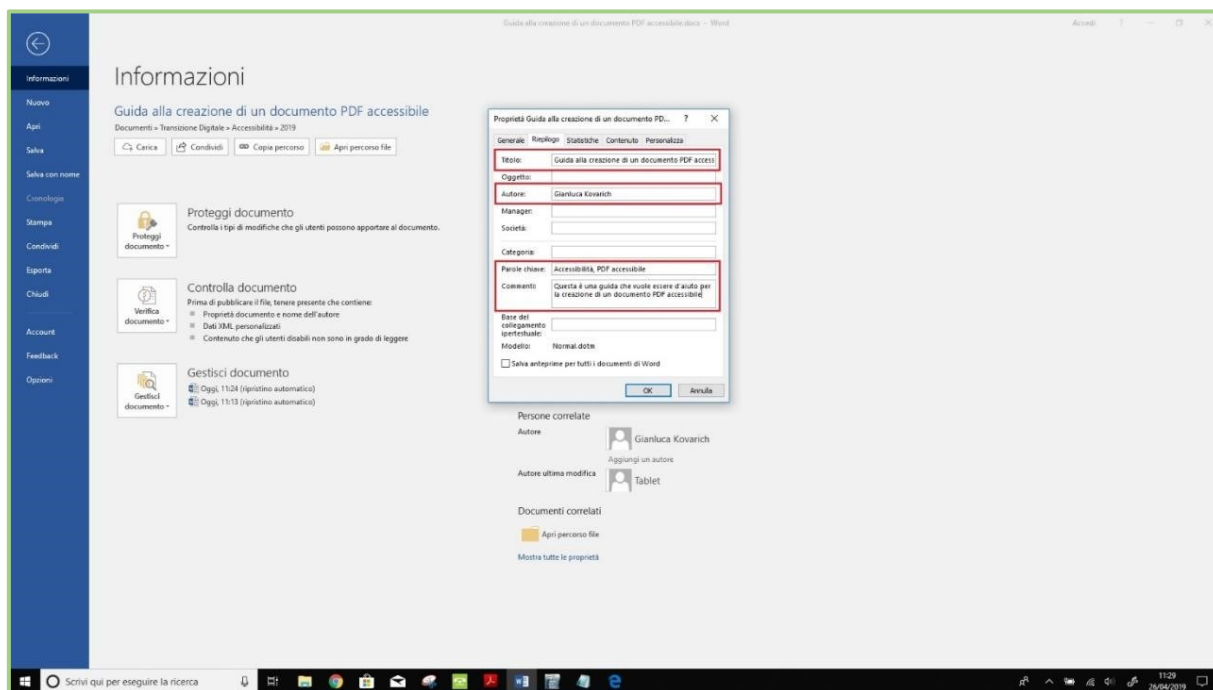 Guida alla creazione di un documento PDF accessibile.docx - Word
Accedi ?
Informazioni
Nuovo
Apri
Salva
Salva con nome
Cronologia
Stampa
Condividi
Esporta
Chiudi
Account
Feedback
Opzioni
Informazioni
Guida alla creazione di un documento PDF accessibile
Documenti » Transizione Digitale » Accessibilità » 2019
Carica Condividi Copia percorso Apri percorso file
Proteggi documento
Proteggi documento
Controlla i tipi di modifiche che gli utenti possono apportare al documento.
Verifica documento
Controlla documento
Prima di pubblicare il file, tenere presente che contiene:
Proprietà documento e nome dell'autore
Dati XML personalizzati
Contenuto che gli utenti disabili non sono in grado di leggere
Gestisci documento
Gestisci documento
Oggi, 11:24 (ripristino automatico)
Oggi, 11:13 (ripristino automatico)
Proprietà Guida alla creazione di un documento PD... ? X
Generale Riepilogo Statistiche Contenuto Personalizza
Titolo: Guida alla creazione di un documento PDF access
Oggetto:
Autore: Gianluca Kovarich
Manager:
Società:
Categoria:
Parole chiave: Accessibilità, PDF accessibile
Commenti: Questa è una guida che vuole essere d'aiuto per
la creazione di un documento PDF accessibile
Base del
collegamento
ipertestuale:
Modello: Normal.dotm
Salva anteprime per tutti i documenti di Word
OK Annulla
Persone correlate
Autore
Gianluca Kovarich
Aggiungi un autore
Autore ultima modifica
Tablet
Documenti correlati
Apri percorso file
Mostra tutte le proprietà
Scrivi qui per eseguire la ricerca
11:29
26/04/2019